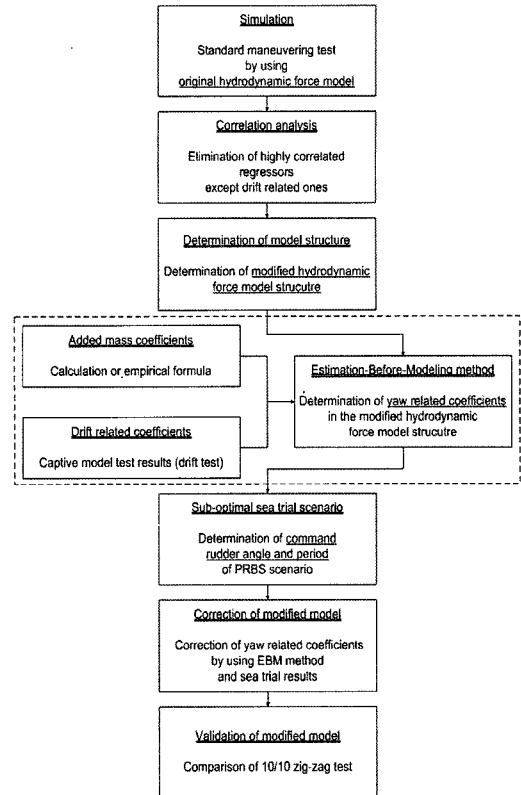 Simulation
Standard maneuvering test
by using
original hydrodynamic force model
Correlation analysis
Elimination of highly correlated
regressors
except drift related ones
Determination of model structure
Determination of modified hydrodynamic
force model strucutre
Added mass coefficients
Calculation or empirical formula
Drift related coefficients
Captive model test results (drift test)
Estimation-Before-Modeling method
Determination of yaw related coefficients
in the modified hydrodynamic
force model strucutre
Sub-optimal sea trial scenario
Determination of command
rudder angle and period
of PRBS scenario
Correction of modified model
Correction of yaw related coefficients
by using EBM method
and sea trial results
Validation of modified model
Comparison of 10/10 zig-zag test